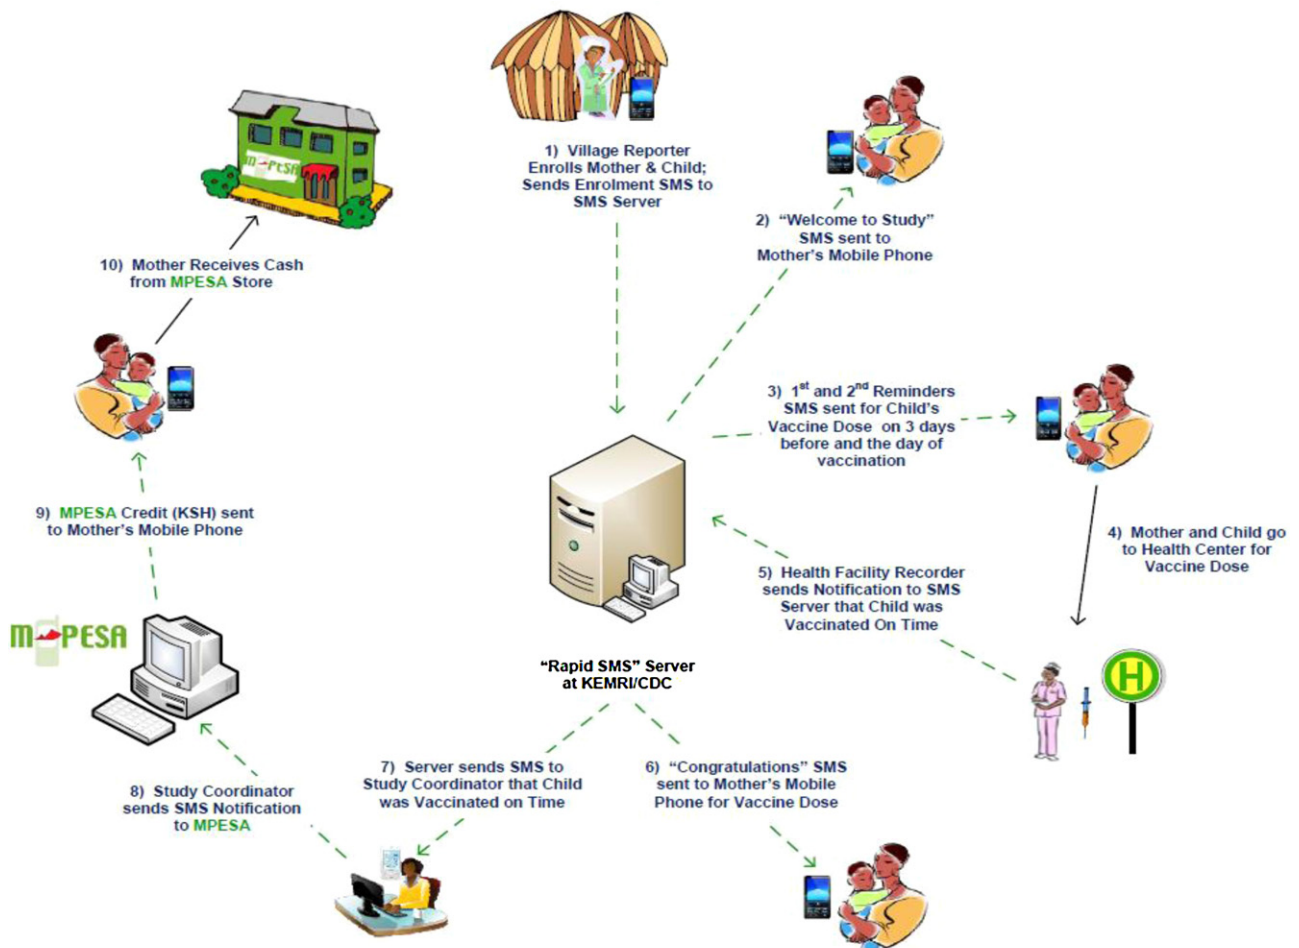 1) Village Reporter
Enrolls Mother & Child;
Sends Enrolment SMS to
SMS Server
2) “Welcome to Study”
SMS sent to
Mother’s Mobile Phone
3) 1st and 2nd Reminders
SMS sent for Child’s
Vaccine Dose on 3 days
before and the day of
vaccination
4) Mother and Child go
to Health Center for
Vaccine Dose
H
5) Health Facility Recorder
sends Notification to SMS
Server that Child was
Vaccinated On Time
“Rapid SMS” Server
at KEMRI/CDC
6) “Congratulations” SMS
sent to Mother’s Mobile
Phone for Vaccine Dose
7) Server sends SMS to
Study Coordinator that Child
was Vaccinated on Time
8) Study Coordinator
sends SMS Notification
to MPESA
M-PESA
9) MPESA Credit (KSH) sent
to Mother’s Mobile Phone
10) Mother Receives Cash
from MPESA Store
M-PESA